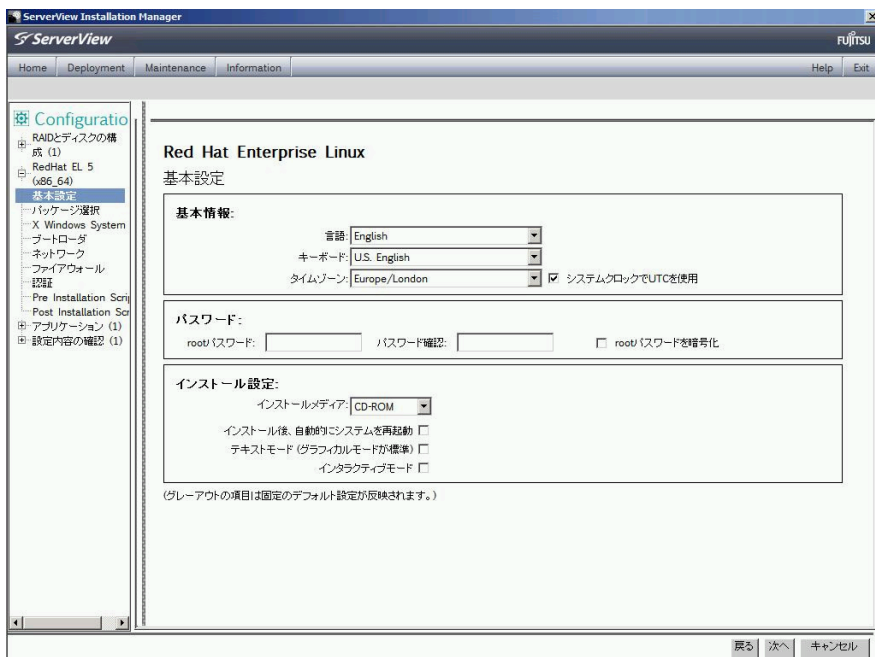 ServerView Installation Manager
ServerView
FUJITSU
Home Deployment Maintenance Information Help Exit
Configuratio
RAIDとディスクの構
成 (1)
RedHat EL 5
(x86_64)
基本設定
パッケージ選択
X Windows System
ブートローダ
ネットワーク
ファイアウォール
認証
Pre Installation Scrip
Post Installation Scr
アプリケーション (1)
設定内容の確認 (1)
Red Hat Enterprise Linux
基本設定
基本情報:
言語: English
キーボード: U.S. English
タイムゾーン: Europe/London システムクロックでUTCを使用
パスワード:
rootパスワード: パスワード確認: rootパスワードを暗号化
インストール設定:
インストールメディア: CD-ROM
インストール後、自動的にシステムを再起動
テキストモード (グラフィカルモードが標準)
インタラクティブモード
(グレーアウトの項目は固定のデフォルト設定が反映されます。)
戻る 次へ キャンセル